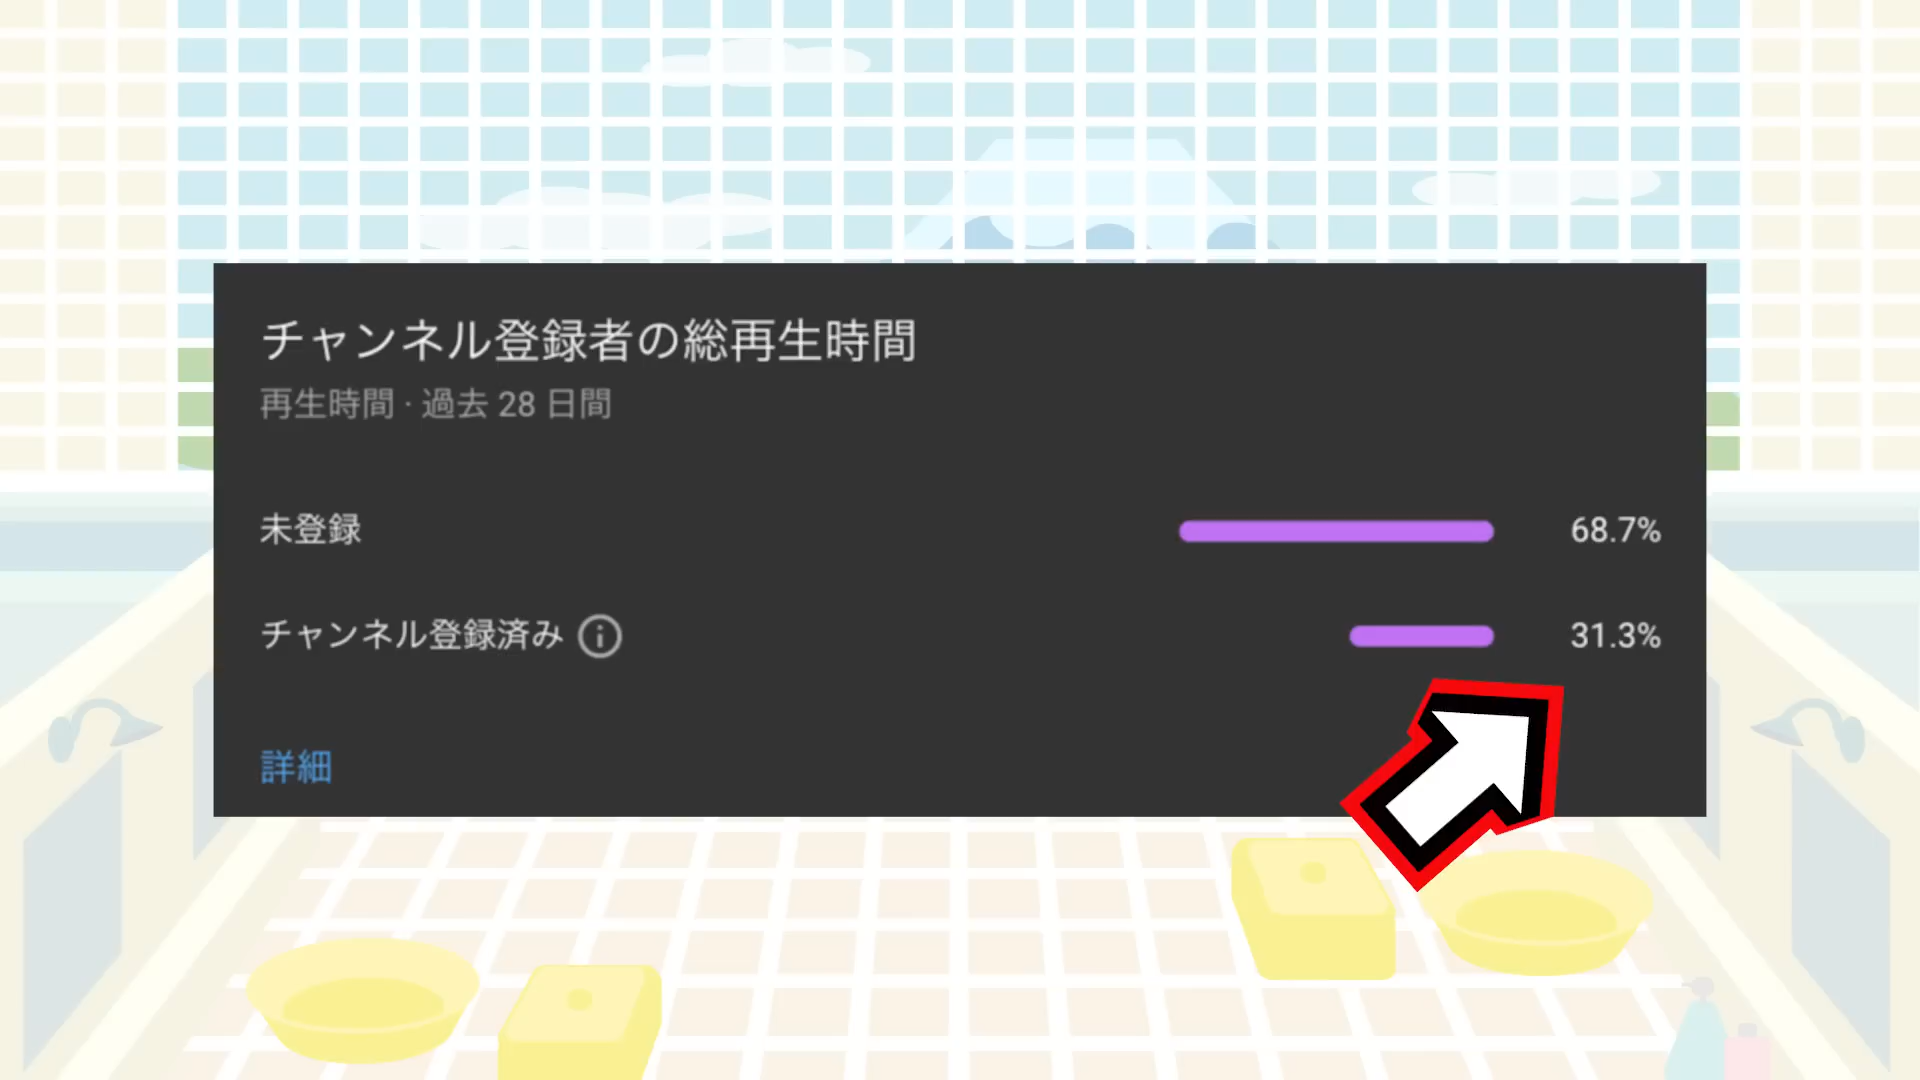 チャンネル登録者の総再生時間
再生時間 · 過去 28 日間
未登録 68.7%
チャンネル登録済み 31.3%
詳細